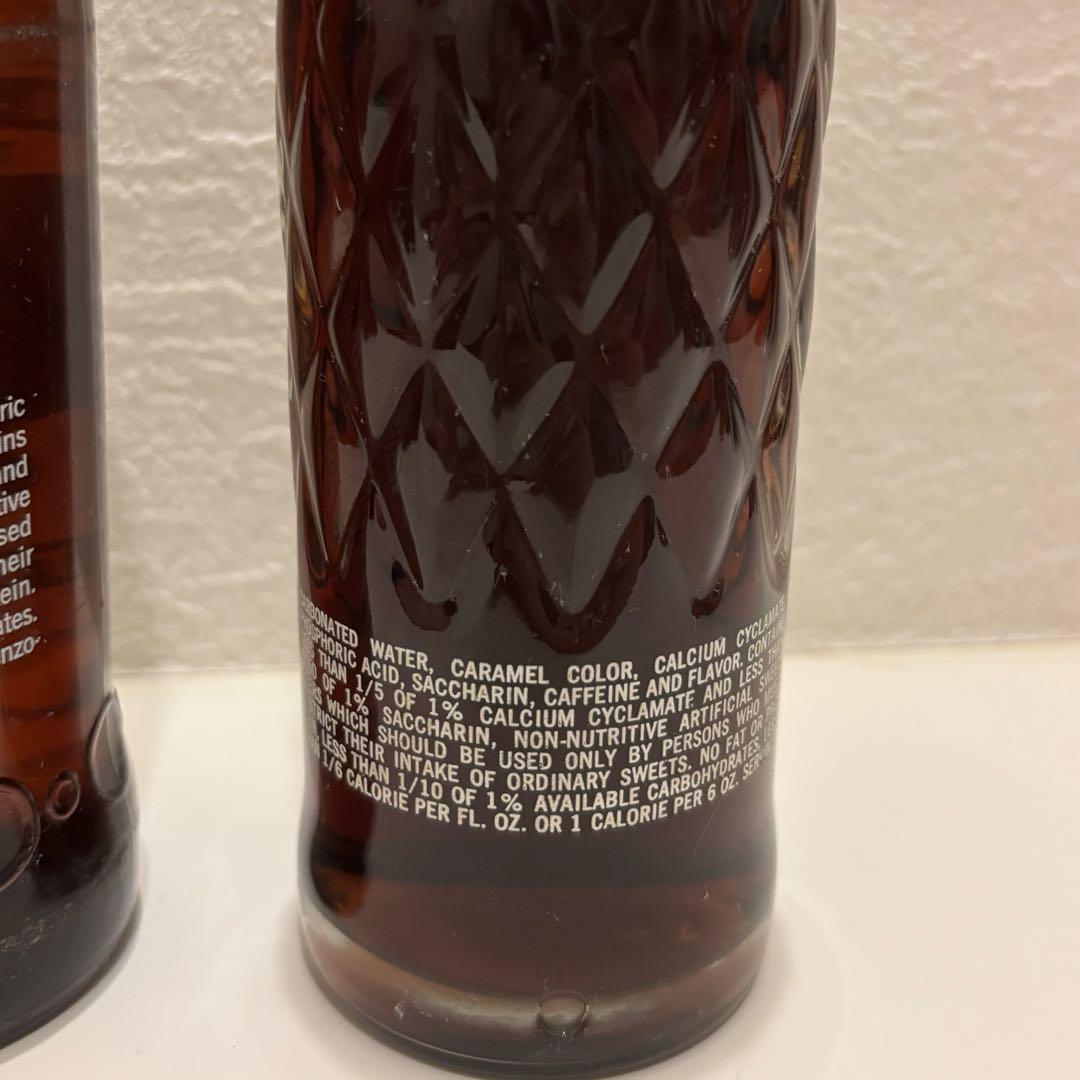 ric
ins
and
tive
sed
heir
ein.
ates.
nzo-
CARBONATED WATER, CARAMEL COLOR, CALCIUM CYCLAMATE
PHOSPHORIC ACID, SACCHARIN, CAFFEINE AND FLAVOR, CONTAINS
THAN 1/5 OF 1% CALCIUM CYCLAMATE AND LESS THAN
OF 1% SACCHARIN, NON-NUTRITIVE ARTIFICIAL
WHICH SHOULD BE USED ONLY BY PERSONS WHO
THEIR INTAKE OF ORDINARY SWEETS. NO FAT OR
LESS THAN 1/10 OF 1% AVAILABLE CARBOHYDRATES,
1/6 CALORIE PER FL. OZ. OR 1 CALORIE PER 6 OZ.